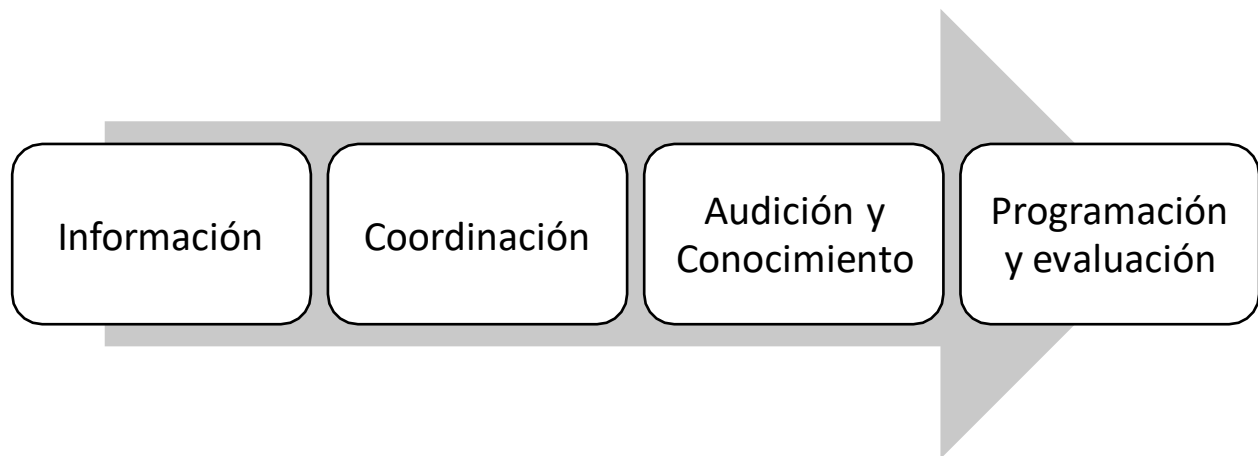 Información
Coordinación
Audición y
Conocimiento
Programación
y evaluación